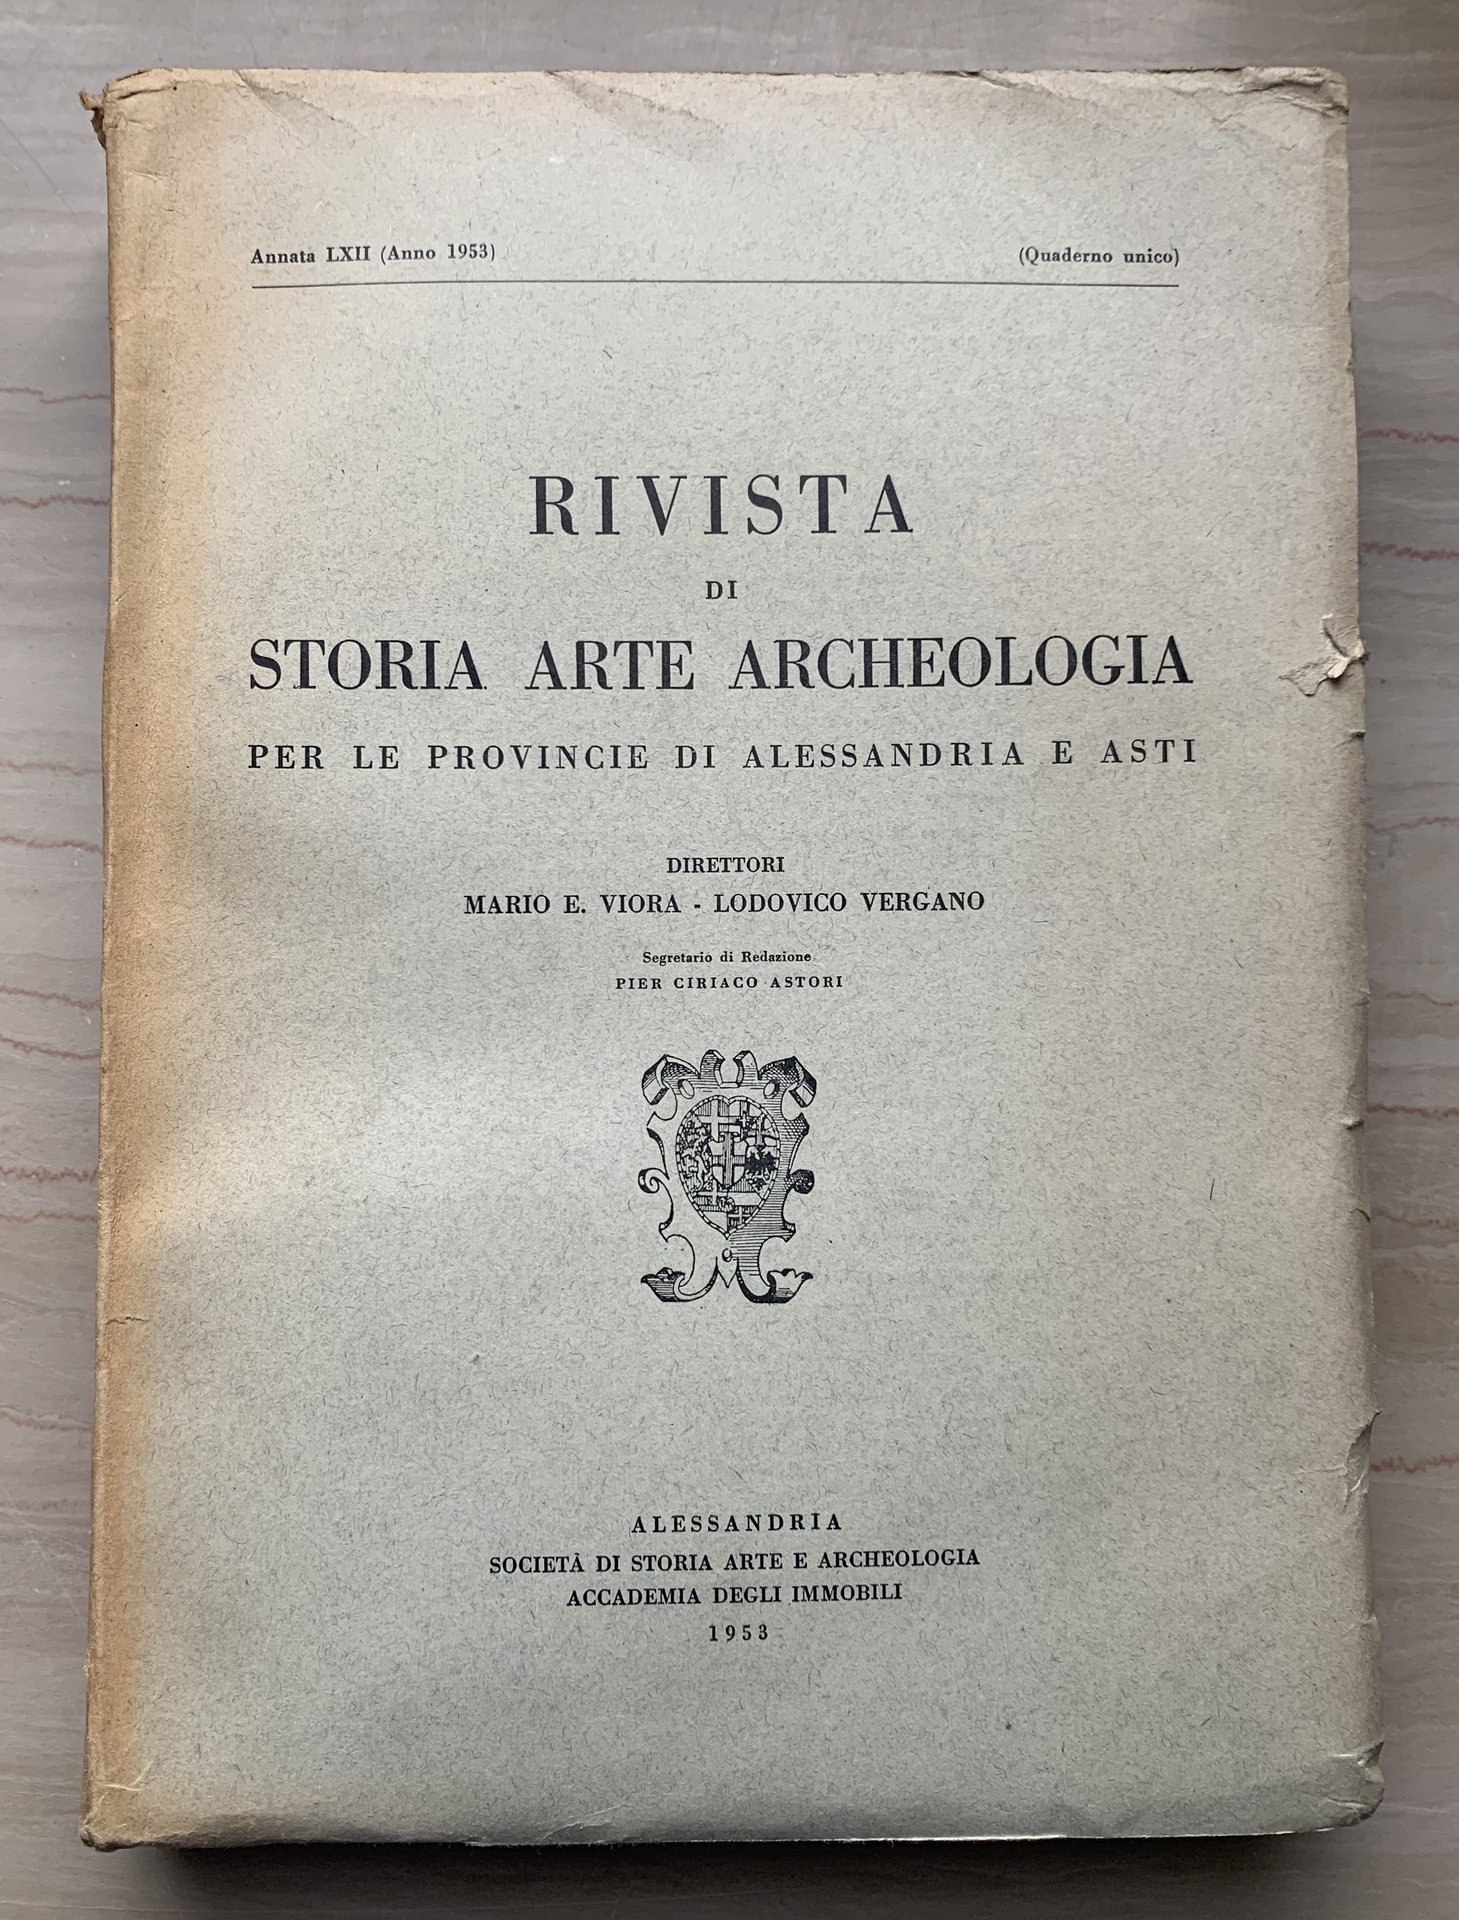 Annata LXII (Anno 1953) (Quaderno unico)
RIVISTA
DI
STORIA ARTE ARCHEOLOGIA
PER LE PROVINCIE DI ALESSANDRIA E ASTI
DIRETTORI
MARIO E. VIORA - LODOVICO VERGANO
Segretario di Redazione
PIER CIRIACO ASTORI
ALESSANDRIA
SOCIETÀ DI STORIA ARTE E ARCHEOLOGIA
ACCADEMIA DEGLI IMMOBILI
1953